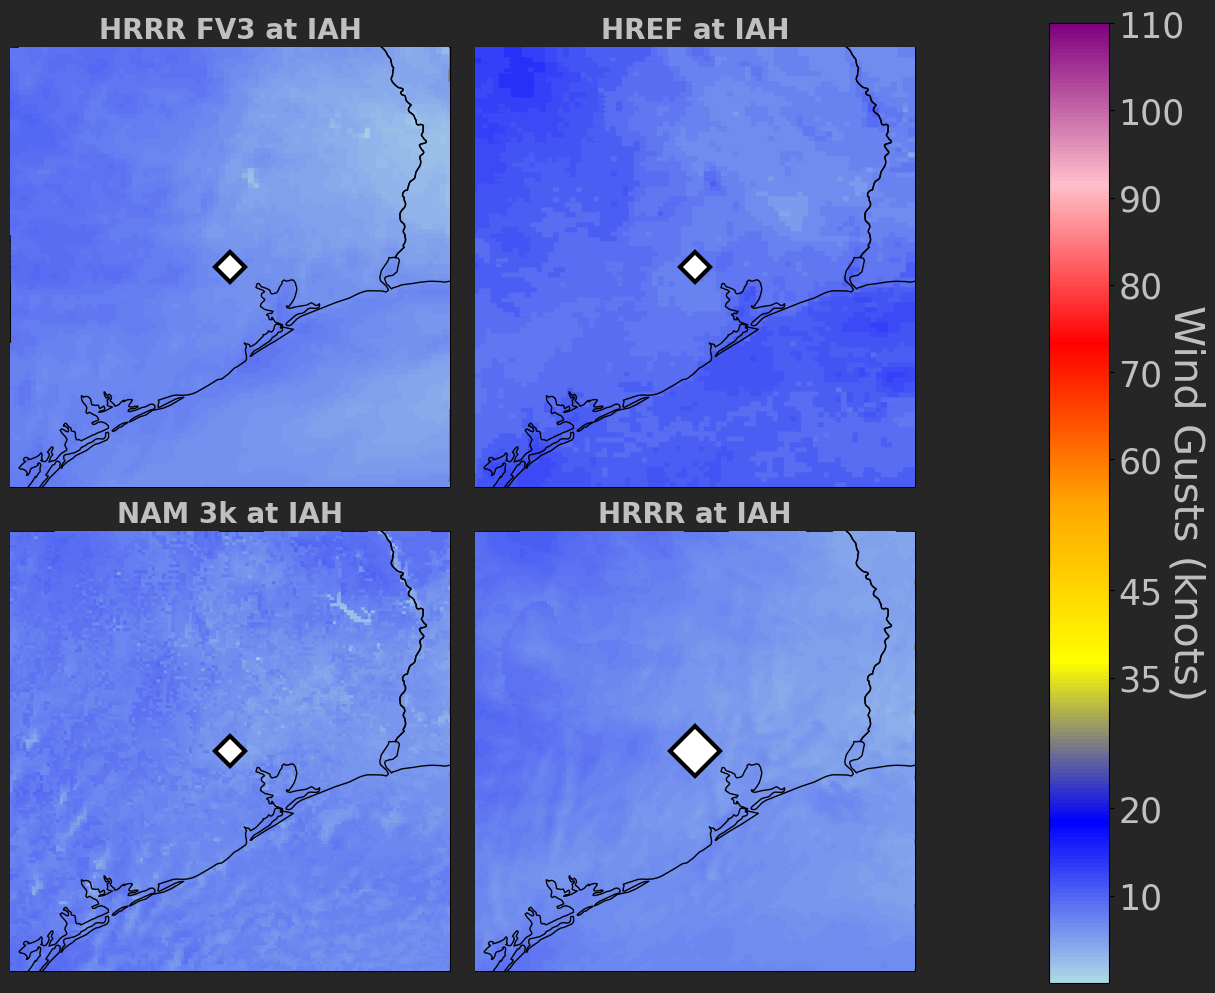 HRRR FV3 at IAH
HREF at IAH
NAM 3k at IAH
HRRR at IAH
110
100
90
80
70
60
45
35
20
10
Wind Gusts (knots)